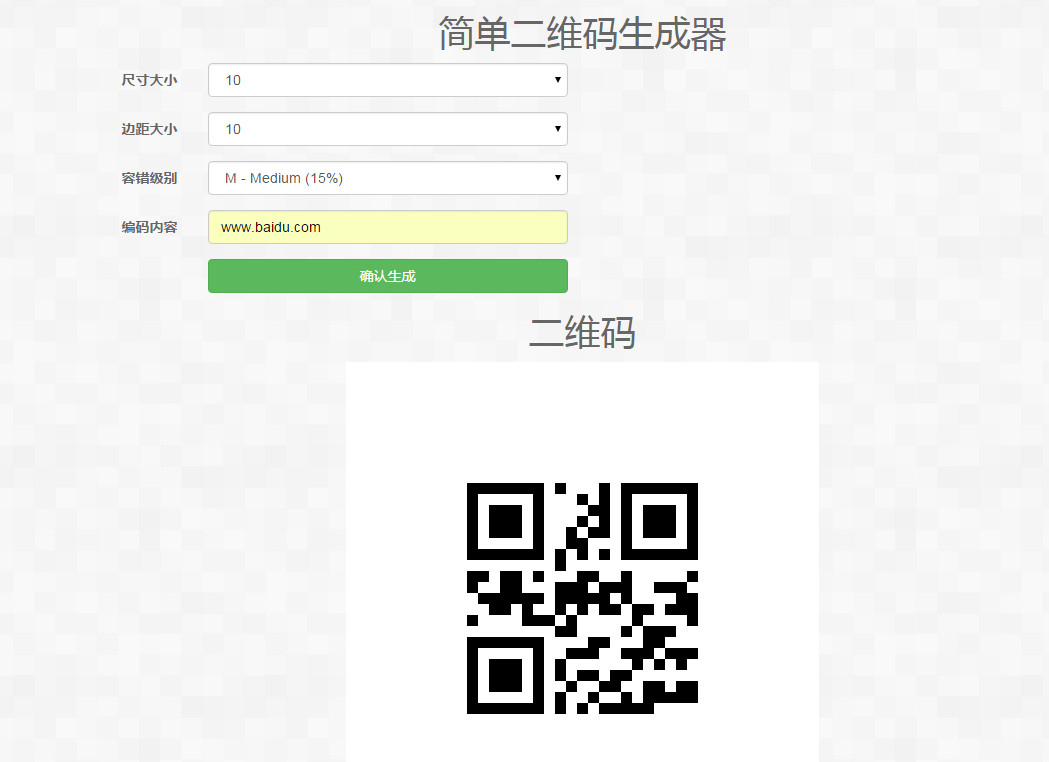 简单二维码生成器
尺寸大小 10
边距大小 10
容错级别 M - Medium (15%)
编码内容 www.baidu.com
确认生成
二维码